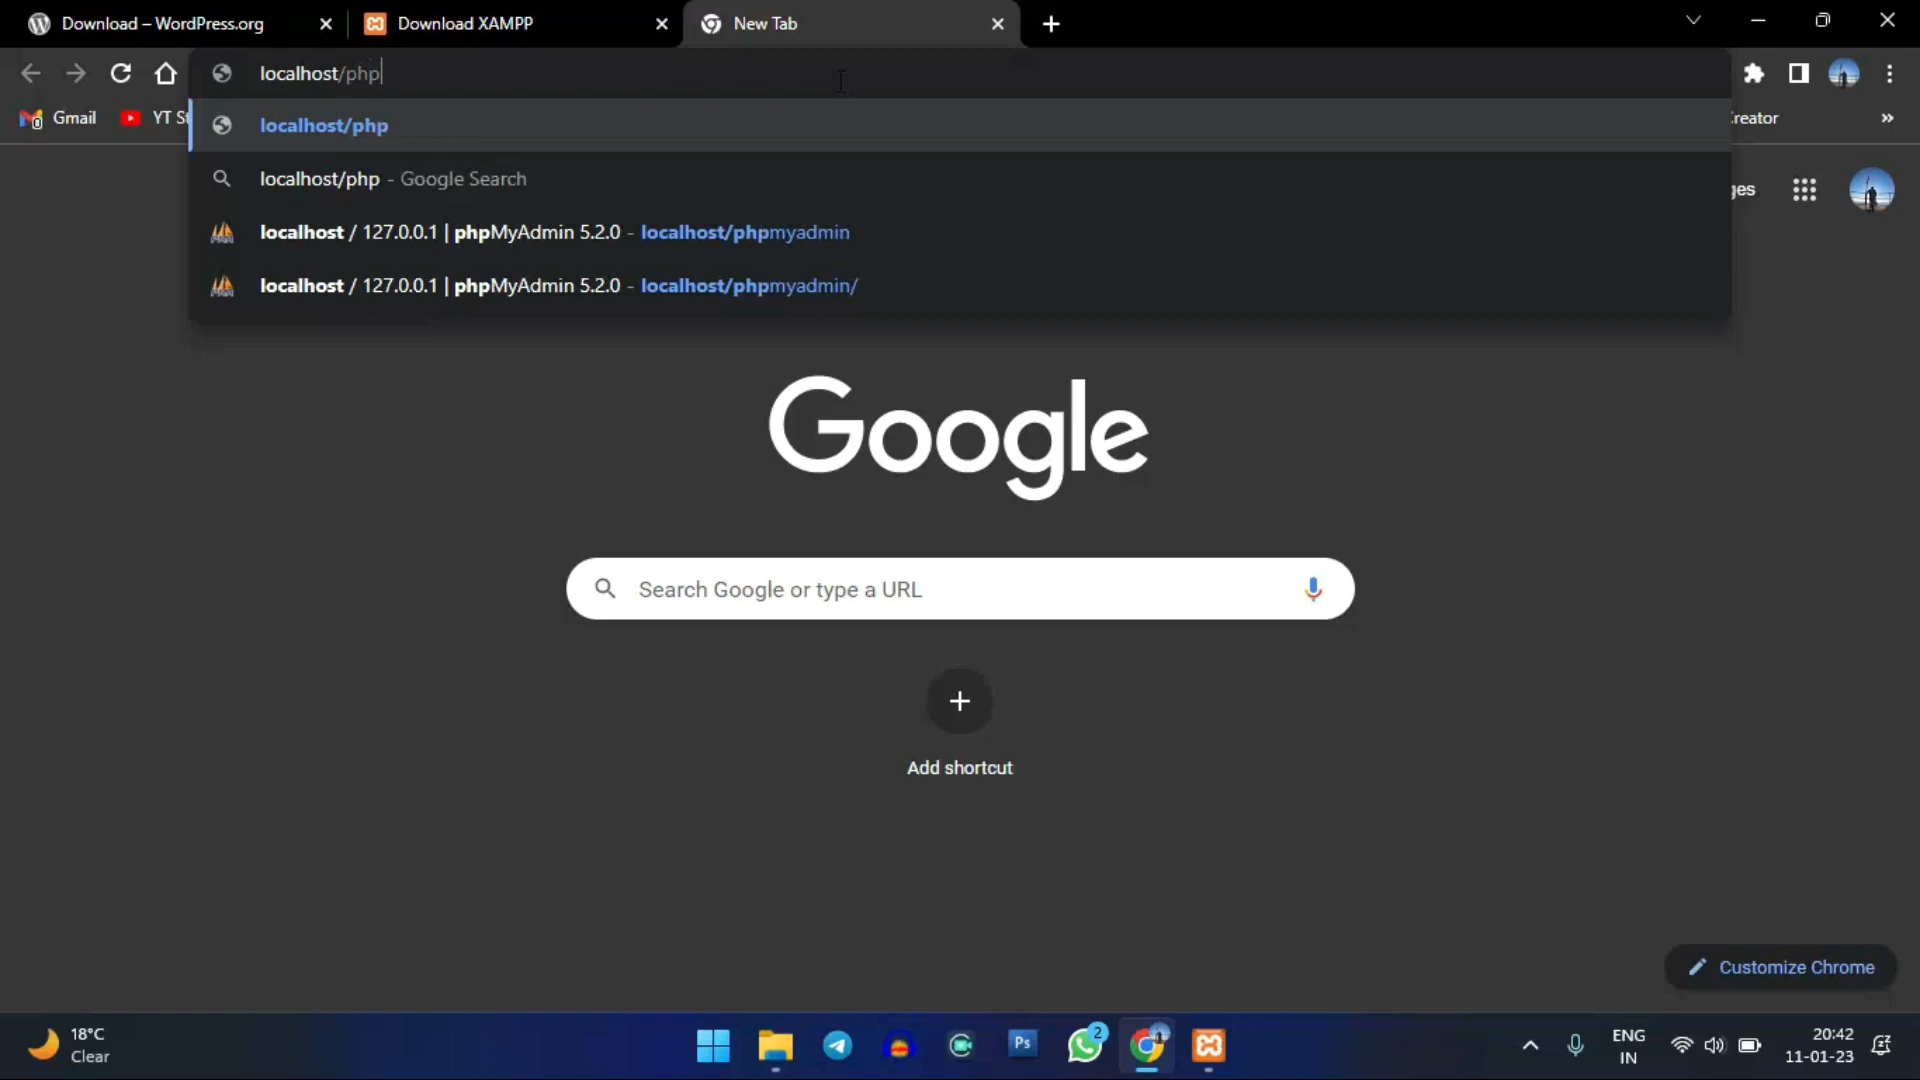 Download – WordPress.org
Download XAMPP
New Tab
localhost/php
Gmail
YT St
localhost/php
reator
localhost/php - Google Search
ges
localhost / 127.0.0.1 | phpMyAdmin 5.2.0 - localhost/phpmyadmin
localhost / 127.0.0.1 | phpMyAdmin 5.2.0 - localhost/phpmyadmin/
Google
Search Google or type a URL
Add shortcut
Customize Chrome
18°C
Clear
Ps
2
ENG
IN
20:42
11-01-23